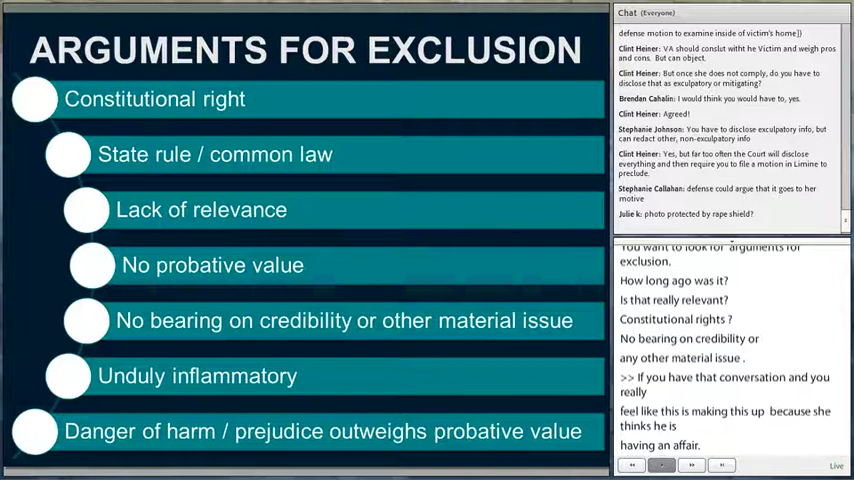 ARGUMENTS FOR EXCLUSION
Constitutional right
State rule / common law
Lack of relevance
No probative value
No bearing on credibility or other material issue
Unduly inflammatory
Danger of harm / prejudice outweighs probative value
Chat (Everyone)
defense motion to examine inside of victim's home])
Clint Heiner: VA should conslut witht he Victim and weigh pros
and cons. But can object.
Clint Heiner: But once she does not comply, do you have to
disclose that as exculpatory or mitigating?
Brendan Cahalin: I would think you would have to, yes.
Clint Heiner: Agreed!
Stephanie Johnson: You have to disclose exculpatory info, but
can redact other, non-exculpatory info
Clint Heiner: Yes, but far too often the Court will disclose
everything and then require you to file a motion in Limine to
preclude.
Stephanie Callahan: defense could argue that it goes to her
motive
Julie k: photo protected by rape shield?
You want to look for arguments for
exclusion.
How long ago was it?
Is that really relevant?
Constitutional rights ?
No bearing on credibility or
any other material issue .
>> If you have that conversation and you
really
feel like this is making this up because she
thinks he is
having an affair.
Live